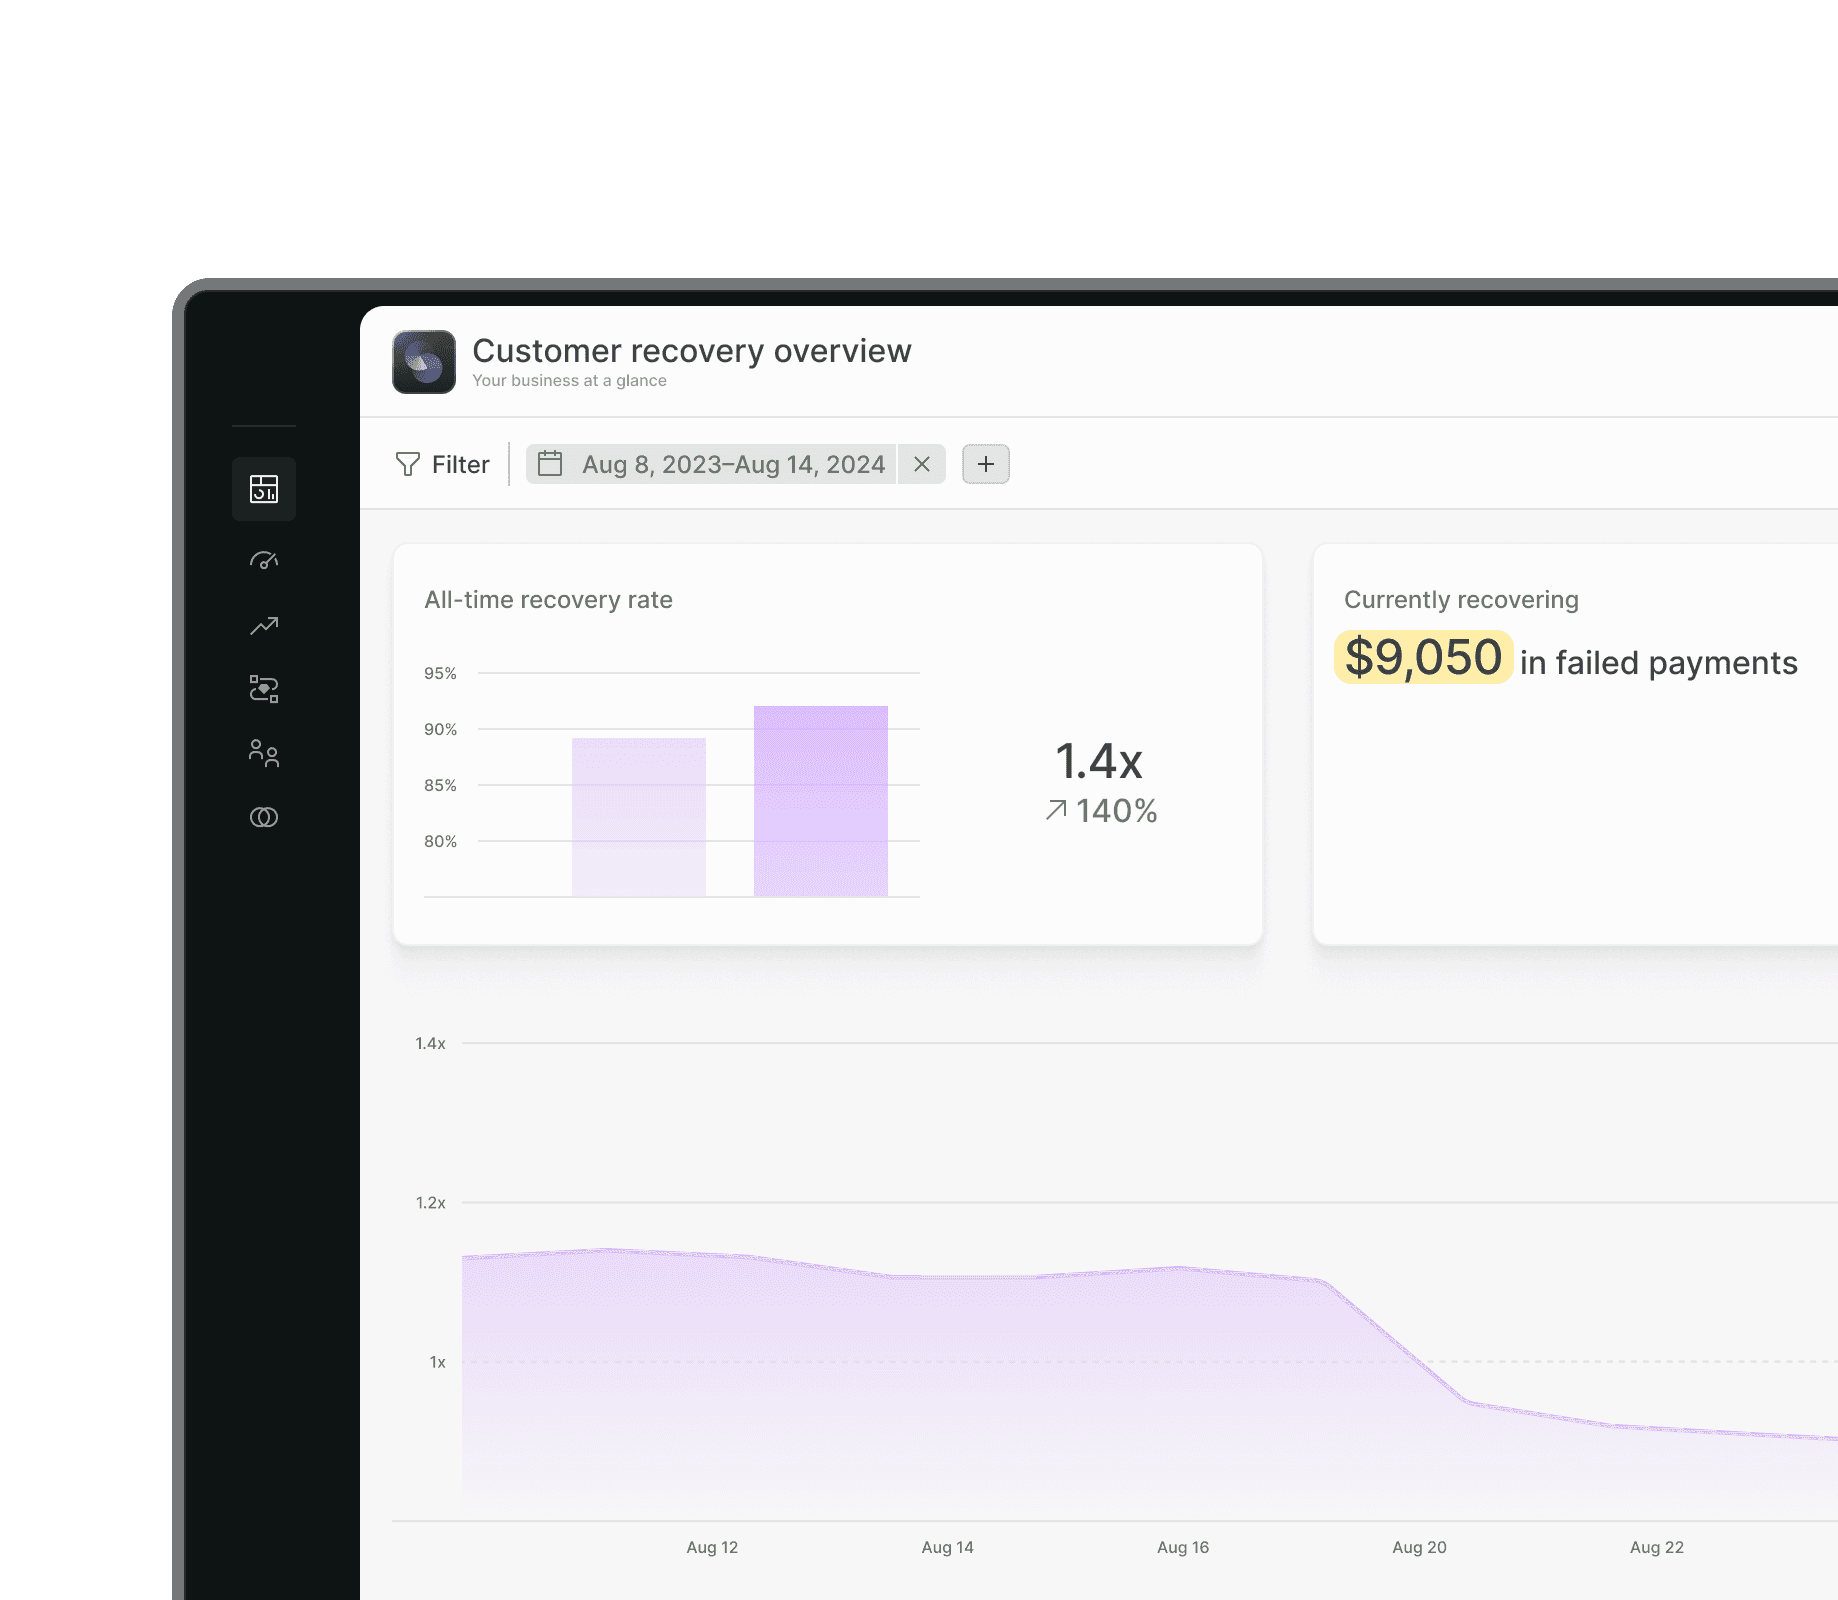 Customer recovery overview
Your business at a glance
Filter
Aug 8, 2023–Aug 14, 2024
All-time recovery rate
95%
90%
85%
80%
1.4x
140%
Currently recovering
$9,050 in failed payments
1.4x
1.2x
1x
Aug 12
Aug 14
Aug 16
Aug 20
Aug 22